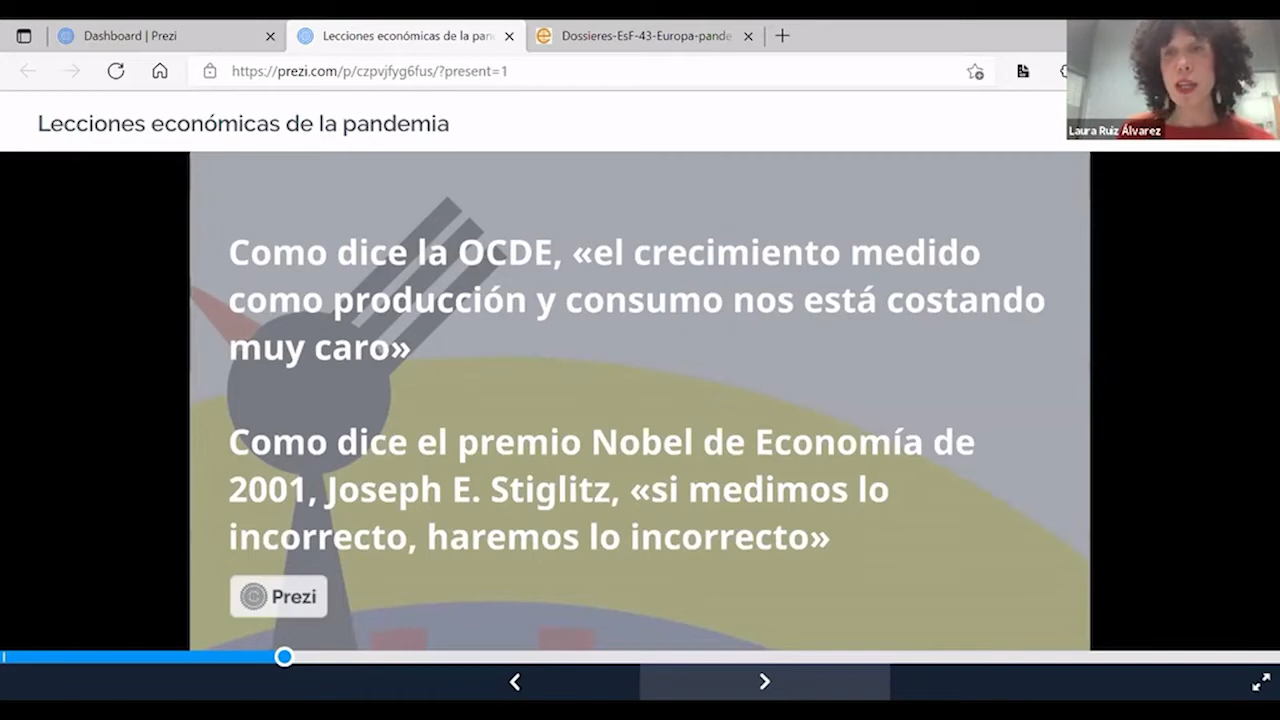 Dashboard | Prezi
Lecciones económicas de la pan
Dossieres-EsF-43-Europa-pande
https://prezi.com/p/czpvjfyg6fus/?present=1
Laura Ruiz Álvarez
Lecciones económicas de la pandemia
Como dice la OCDE, «el crecimiento medido
como producción y consumo nos está costando
muy caro»
Como dice el premio Nobel de Economía de
2001, Joseph E. Stiglitz, «si medimos lo
incorrecto, haremos lo incorrecto»
Prezi